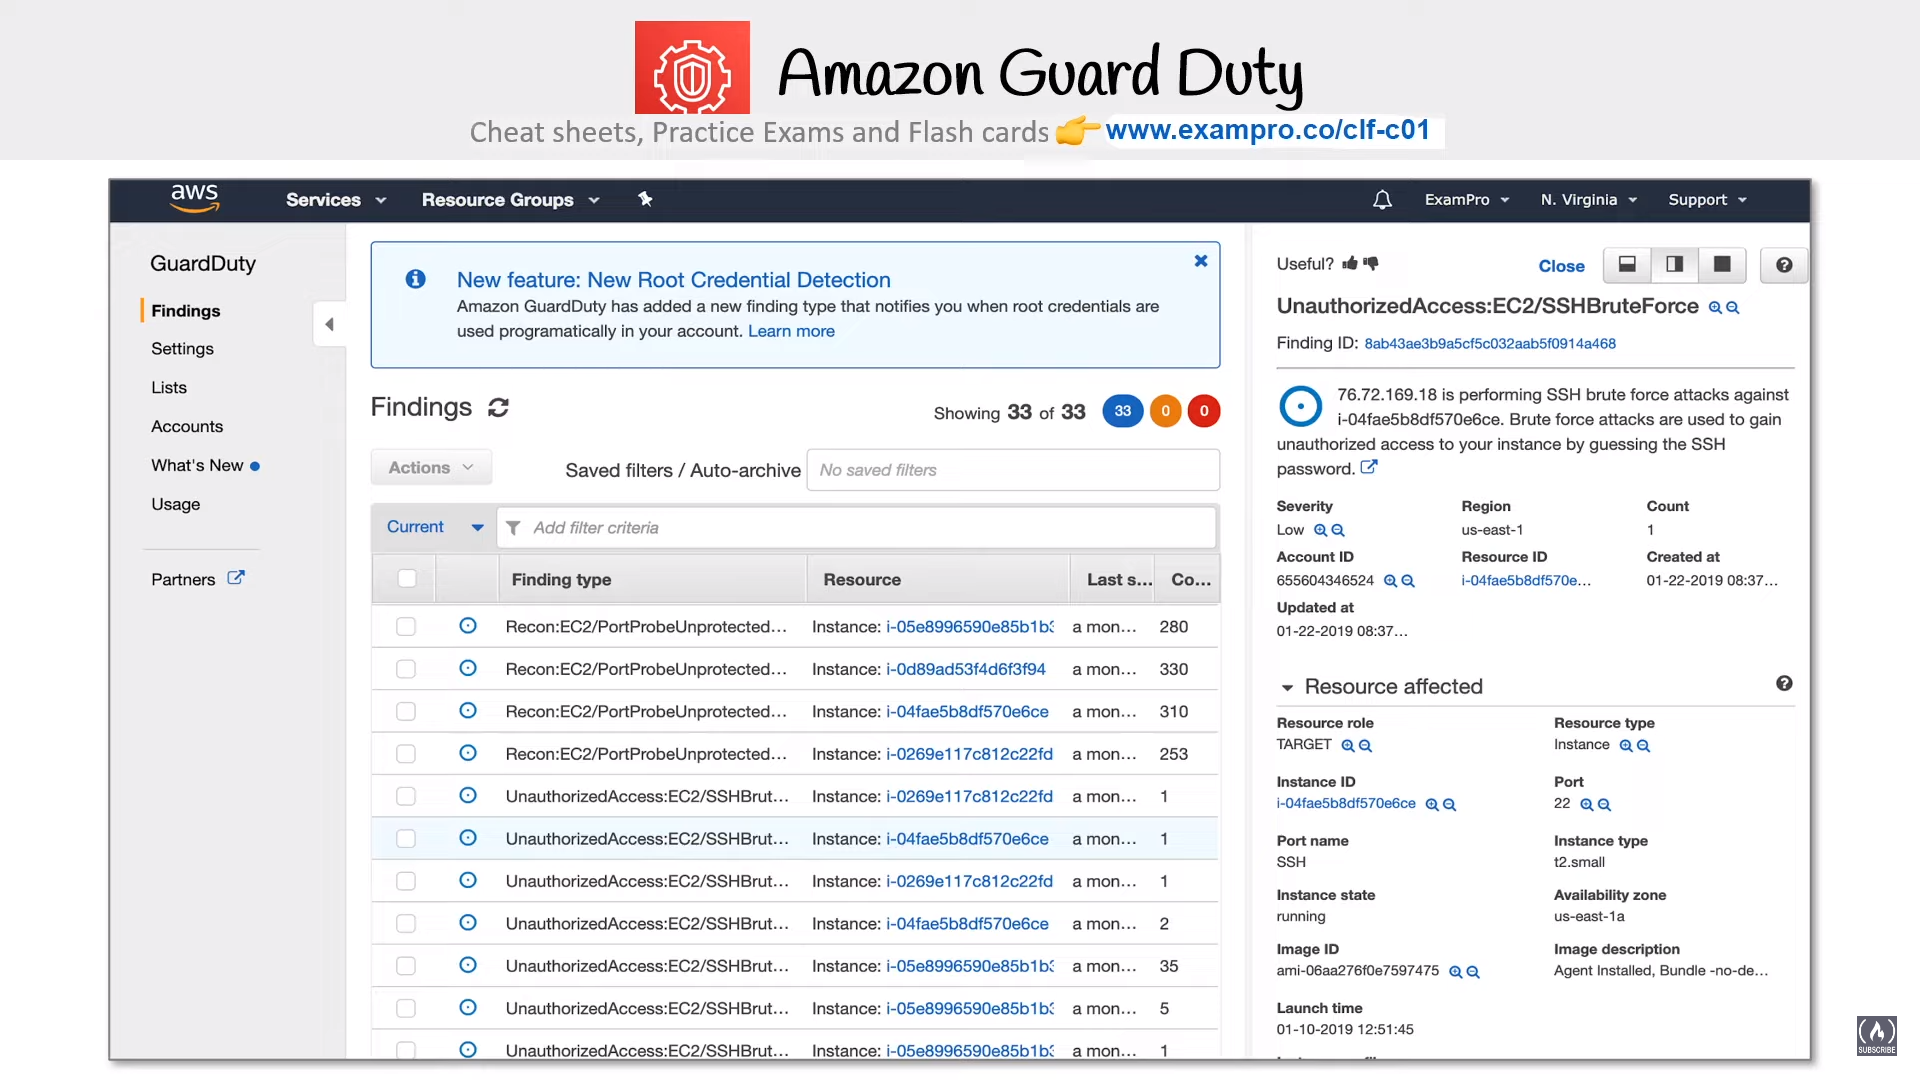 Amazon Guard Duty
Cheat sheets, Practice Exams and Flash cards 👉 www.exampro.co/clf-c01
aws Services Resource Groups ExamPro N. Virginia Support
GuardDuty
Findings
Settings
Lists
Accounts
What's New
Usage
Partners
New feature: New Root Credential Detection
Amazon GuardDuty has added a new finding type that notifies you when root credentials are
used programatically in your account. Learn more
Findings
Showing 33 of 33 33 0 0
Actions Saved filters / Auto-archive No saved filters
Current Add filter criteria
Finding type Resource Last s... Co...
Recon:EC2/PortProbeUnprotected... Instance: i-05e8996590e85b1b3 a mon... 280
Recon:EC2/PortProbeUnprotected... Instance: i-0d89ad53f4d6f3f94 a mon... 330
Recon:EC2/PortProbeUnprotected... Instance: i-04fae5b8df570e6ce a mon... 310
Recon:EC2/PortProbeUnprotected... Instance: i-0269e117c812c22fd a mon... 253
UnauthorizedAccess:EC2/SSHBrut... Instance: i-0269e117c812c22fd a mon... 1
UnauthorizedAccess:EC2/SSHBrut... Instance: i-04fae5b8df570e6ce a mon... 1
UnauthorizedAccess:EC2/SSHBrut... Instance: i-0269e117c812c22fd a mon... 1
UnauthorizedAccess:EC2/SSHBrut... Instance: i-04fae5b8df570e6ce a mon... 2
UnauthorizedAccess:EC2/SSHBrut... Instance: i-05e8996590e85b1b3 a mon... 35
UnauthorizedAccess:EC2/SSHBrut... Instance: i-05e8996590e85b1b3 a mon... 5
UnauthorizedAccess:EC2/SSHBrut... Instance: i-05e8996590e85b1b3 a mon... 1
Useful? Close
UnauthorizedAccess:EC2/SSHBruteForce
Finding ID: 8ab43ae3b9a5cf5c032aab5f0914a468
76.72.169.18 is performing SSH brute force attacks against
i-04fae5b8df570e6ce. Brute force attacks are used to gain
unauthorized access to your instance by guessing the SSH
password.
Severity Region Count
Low us-east-1 1
Account ID Resource ID Created at
655604346524 i-04fae5b8df570e... 01-22-2019 08:37...
Updated at
01-22-2019 08:37...
Resource affected
Resource role Resource type
TARGET Instance
Instance ID Port
i-04fae5b8df570e6ce 22
Port name Instance type
SSH t2.small
Instance state Availability zone
running us-east-1a
Image ID Image description
ami-06aa276f0e7597475 Agent Installed, Bundle -no-de...
Launch time
01-10-2019 12:51:45
SUBSCRIBE